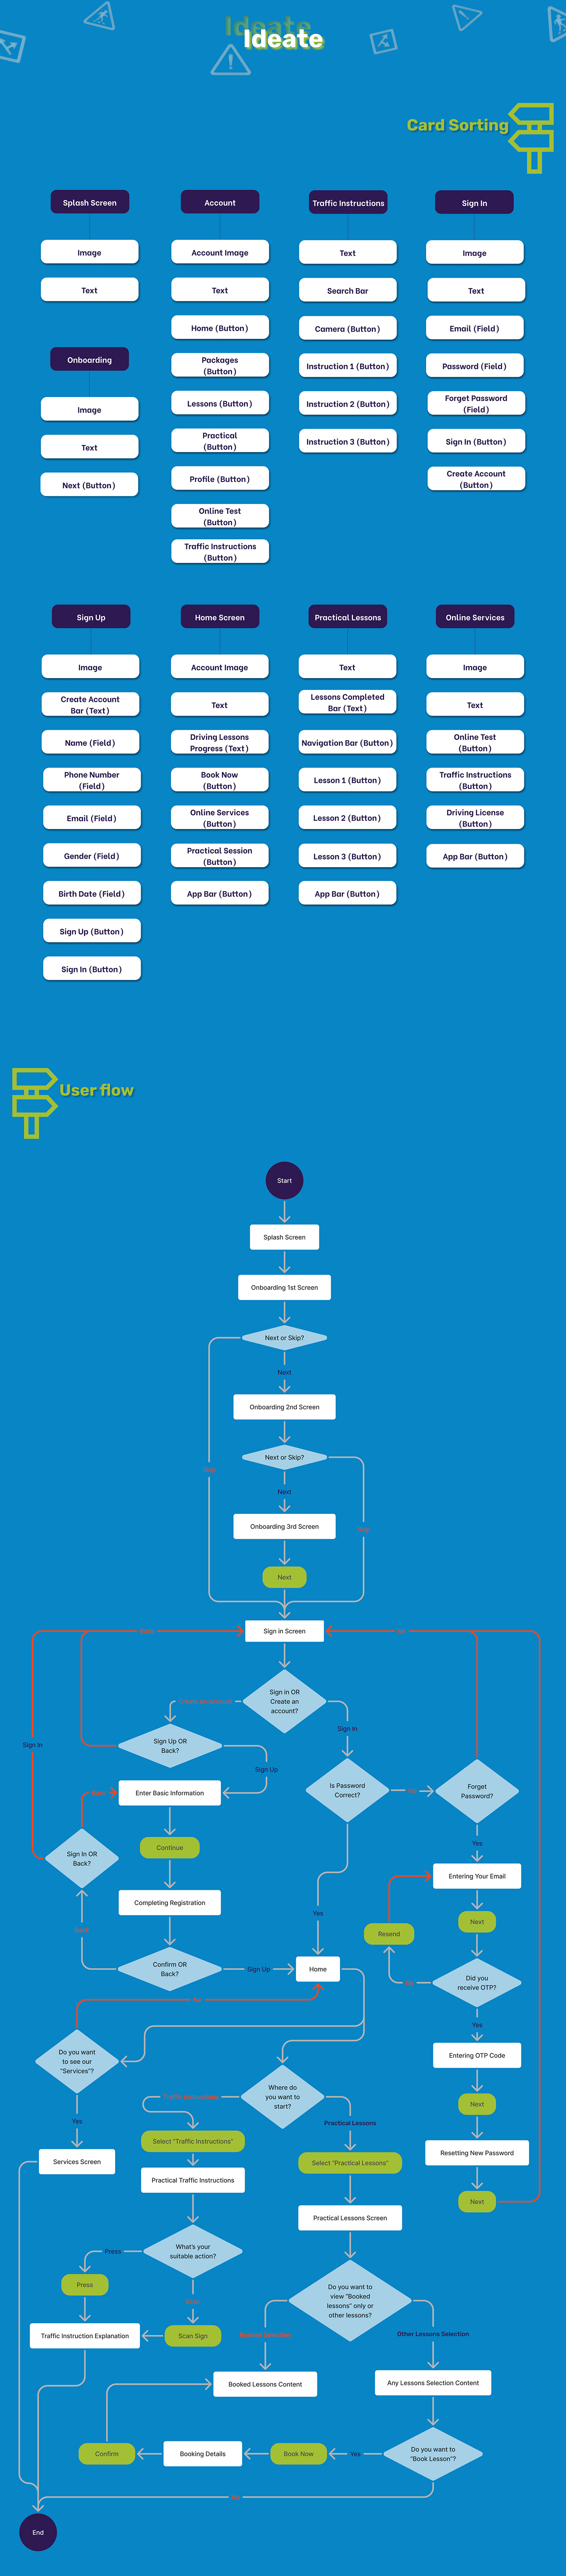 Ideate
Ideate
Card Sorting
Splash Screen
Image
Text
Onboarding
Image
Text
Next (Button)
Account
Account Image
Text
Home (Button)
Packages
(Button)
Lessons (Button)
Practical
(Button)
Profile (Button)
Online Test
(Button)
Traffic Instructions
(Button)
Traffic Instructions
Text
Search Bar
Camera (Button)
Instruction 1 (Button)
Instruction 2 (Button)
Instruction 3 (Button)
Sign In
Image
Text
Email (Field)
Password (Field)
Forget Password
(Field)
Sign In (Button)
Create Account
(Button)
Sign Up
Image
Create Account
Bar (Text)
Name (Field)
Phone Number
(Field)
Email (Field)
Gender (Field)
Birth Date (Field)
Sign Up (Button)
Sign In (Button)
Home Screen
Account Image
Text
Driving Lessons
Progress (Text)
Book Now
(Button)
Online Services
(Button)
Practical Session
(Button)
App Bar (Button)
Practical Lessons
Text
Lessons Completed
Bar (Text)
Navigation Bar (Button)
Lesson 1 (Button)
Lesson 2 (Button)
Lesson 3 (Button)
App Bar (Button)
Online Services
Image
Text
Online Test
(Button)
Traffic Instructions
(Button)
Driving License
(Button)
App Bar (Button)
User flow
Start
Splash Screen
Onboarding 1st Screen
Next or Skip?
Next
Onboarding 2nd Screen
Next or Skip?
Skip
Next
Onboarding 3rd Screen
Skip
Next
Sign in Screen
Back
No
Sign in OR
Create an
account?
Create an account
Sign In
Sign Up OR
Back?
Sign In
Sign Up
Is Password
Correct?
Forget
Password?
Back
Enter Basic Information
No
Continue
Yes
Sign In OR
Back?
Entering Your Email
Completing Registration
Yes
Next
Back
Resend
Confirm OR
Back?
Sign Up
Home
Did you
receive OTP?
No
No
Yes
Do you want
to see our
"Services"?
Entering OTP Code
Where do
you want to
start?
Traffic Instructions
Next
Yes
Practical Lessons
Select "Traffic Instructions"
Resetting New Password
Services Screen
Select "Practical Lessons"
Practical Traffic Instructions
Next
Practical Lessons Screen
What's your
suitable action?
Press
Press
Scan
Do you want to
view "Booked
lessons" only or
other lessons?
Traffic Instruction Explanation
Scan Sign
Other Lessons Selection
Booked Lessons Content
Any Lessons Selection Content
Confirm
Booking Details
Book Now
Yes
Do you want to
"Book Lesson"?
No
End